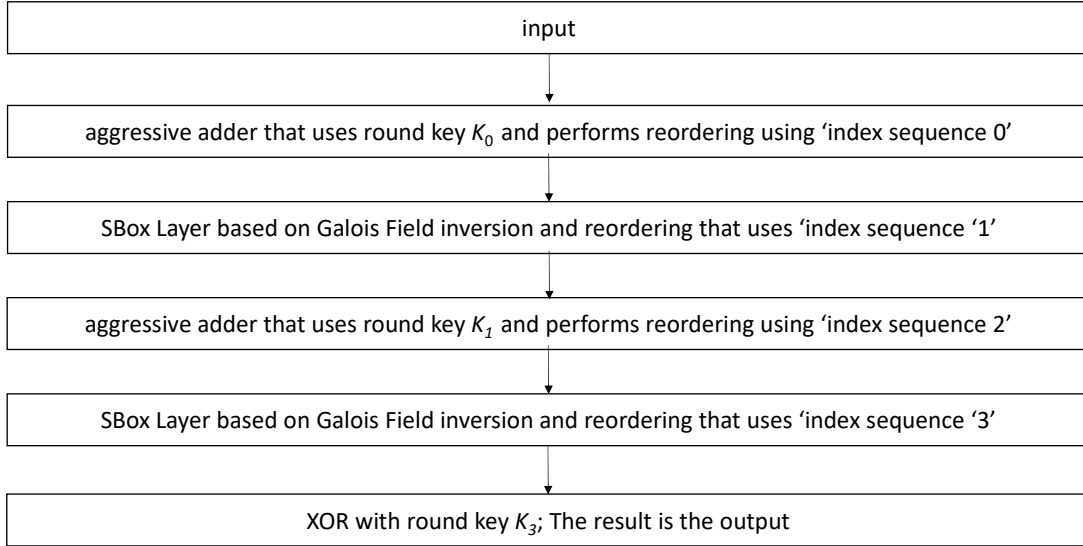 input
aggressive adder that uses round key K₀ and performs reordering using ‘index sequence 0’
SBox Layer based on Galois Field inversion and reordering that uses ‘index sequence ‘1’
aggressive adder that uses round key K₁ and performs reordering using ‘index sequence 2’
SBox Layer based on Galois Field inversion and reordering that uses ‘index sequence ‘3’
XOR with round key K₃; The result is the output